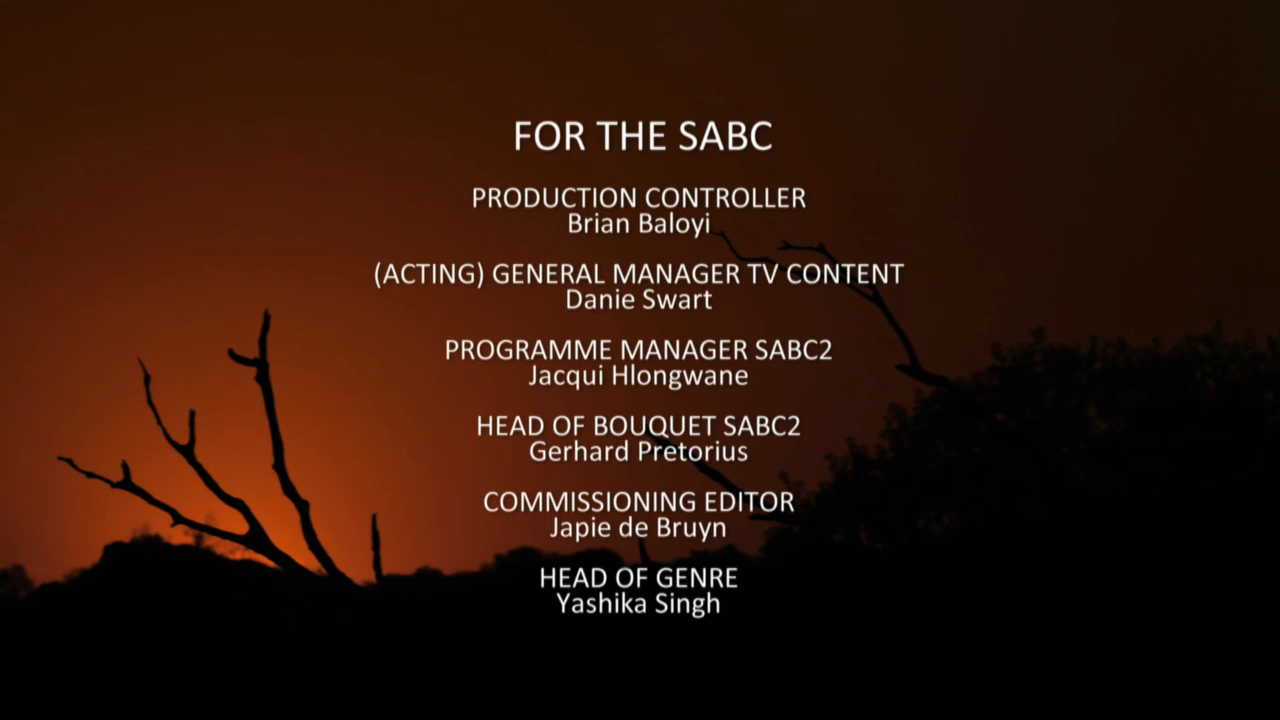 FOR THE SABC
PRODUCTION CONTROLLER
Brian Baloyi
(ACTING) GENERAL MANAGER TV CONTENT
Danie Swart
PROGRAMME MANAGER SABC2
Jacqui Hlongwane
HEAD OF BOUQUET SABC2
Gerhard Pretorius
COMMISSIONING EDITOR
Japie de Bruyn
HEAD OF GENRE
Yashika Singh